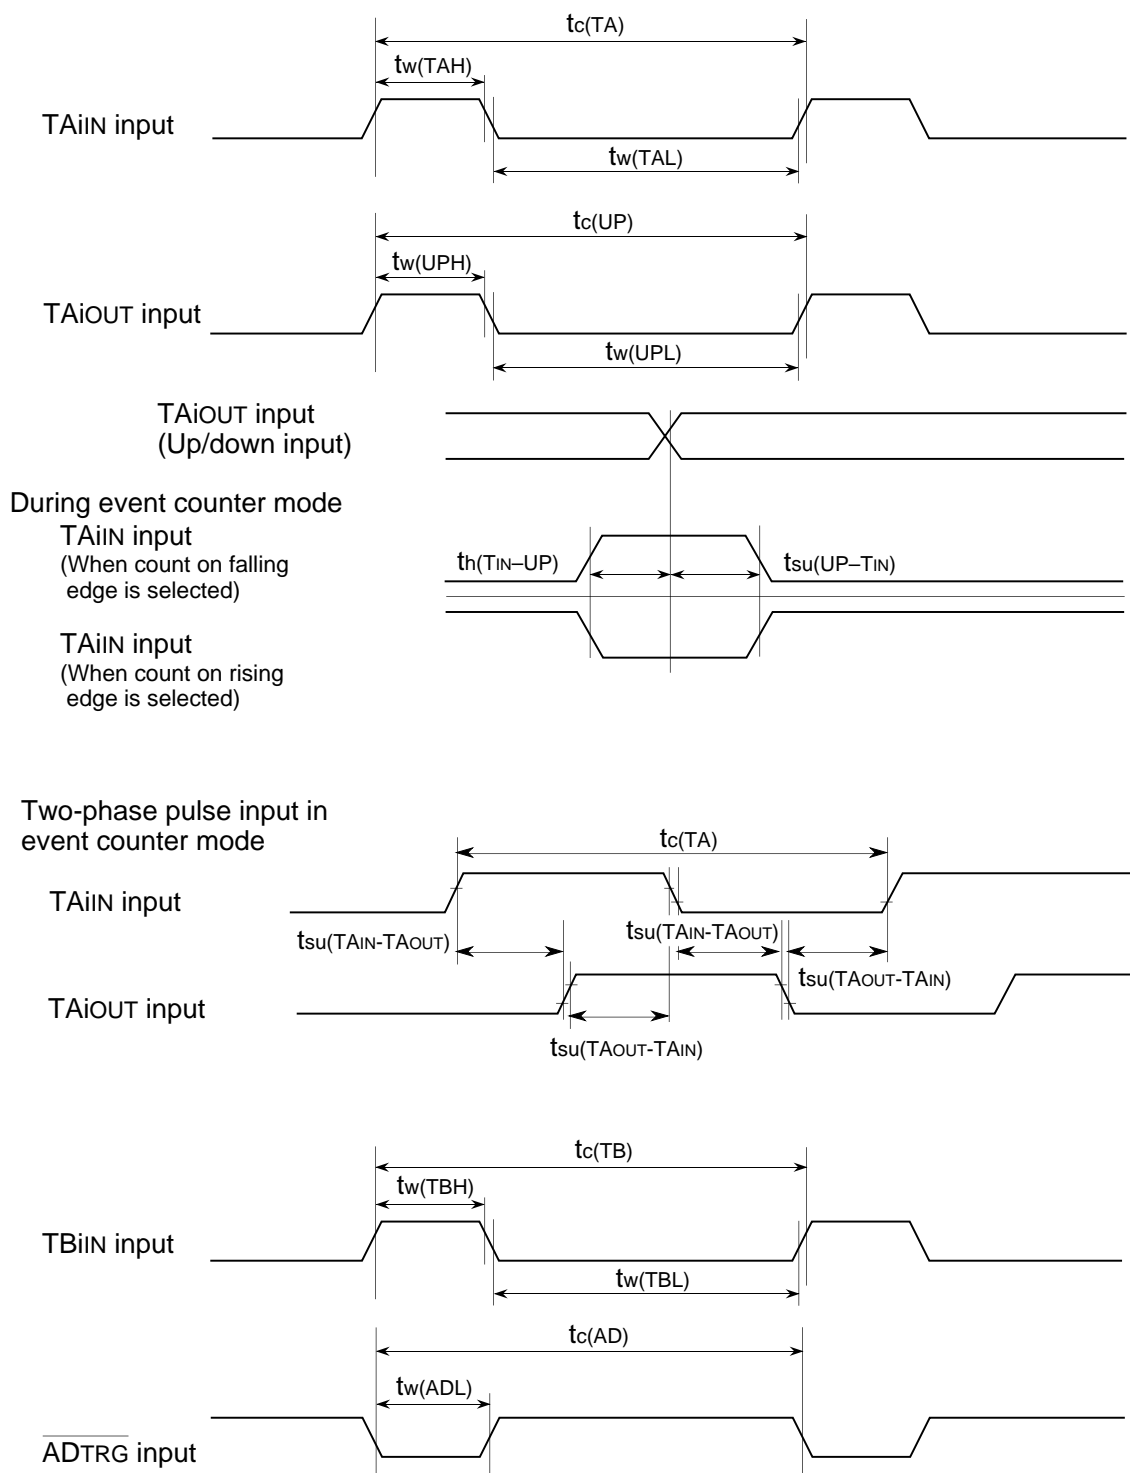 tc(TA)
tw(TAH)
TAiIN input
tw(TAL)
tc(UP)
tw(UPH)
TAiOUT input
tw(UPL)
TAiOUT input
(Up/down input)
During event counter mode
TAiIN input
(When count on falling
edge is selected)
th(TIN–UP)
tsu(UP–TIN)
TAiIN input
(When count on rising
edge is selected)
Two-phase pulse input in
event counter mode
tc(TA)
TAiIN input
tsu(TAIN-TAOUT)
tsu(TAIN-TAOUT)
tsu(TAOUT-TAIN)
TAiOUT input
tsu(TAOUT-TAIN)
tc(TB)
tw(TBH)
TBiIN input
tw(TBL)
tc(AD)
tw(ADL)
ADTRG input